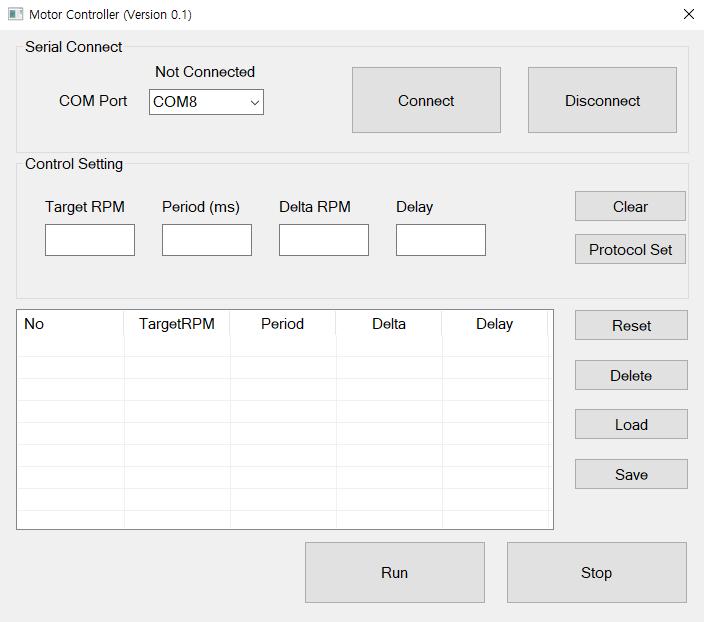 Motor Controller (Version 0.1)
Serial Connect
Not Connected
COM Port
COM8
Connect
Disconnect
Control Setting
Target RPM
Period (ms)
Delta RPM
Delay
Clear
Protocol Set
No
TargetRPM
Period
Delta
Delay
Reset
Delete
Load
Save
Run
Stop